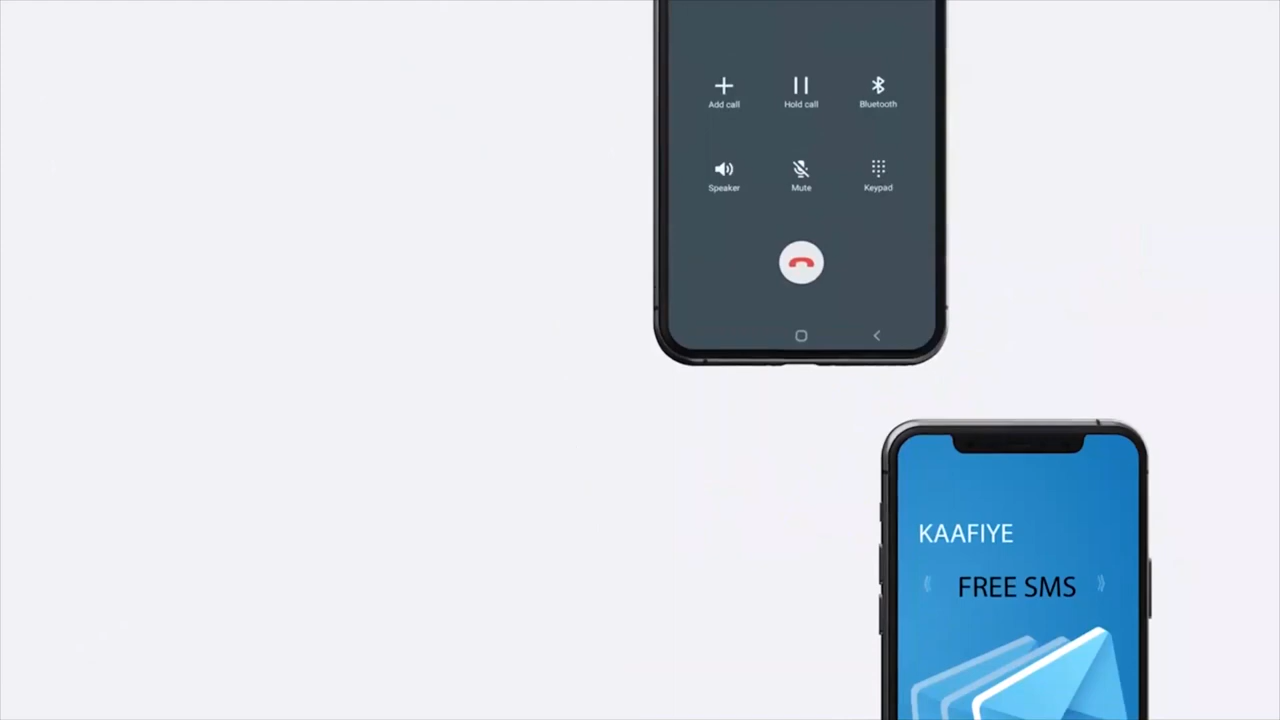 Add call Hold call Bluetooth
Speaker Mute Keypad
KAAFIYE
FREE SMS